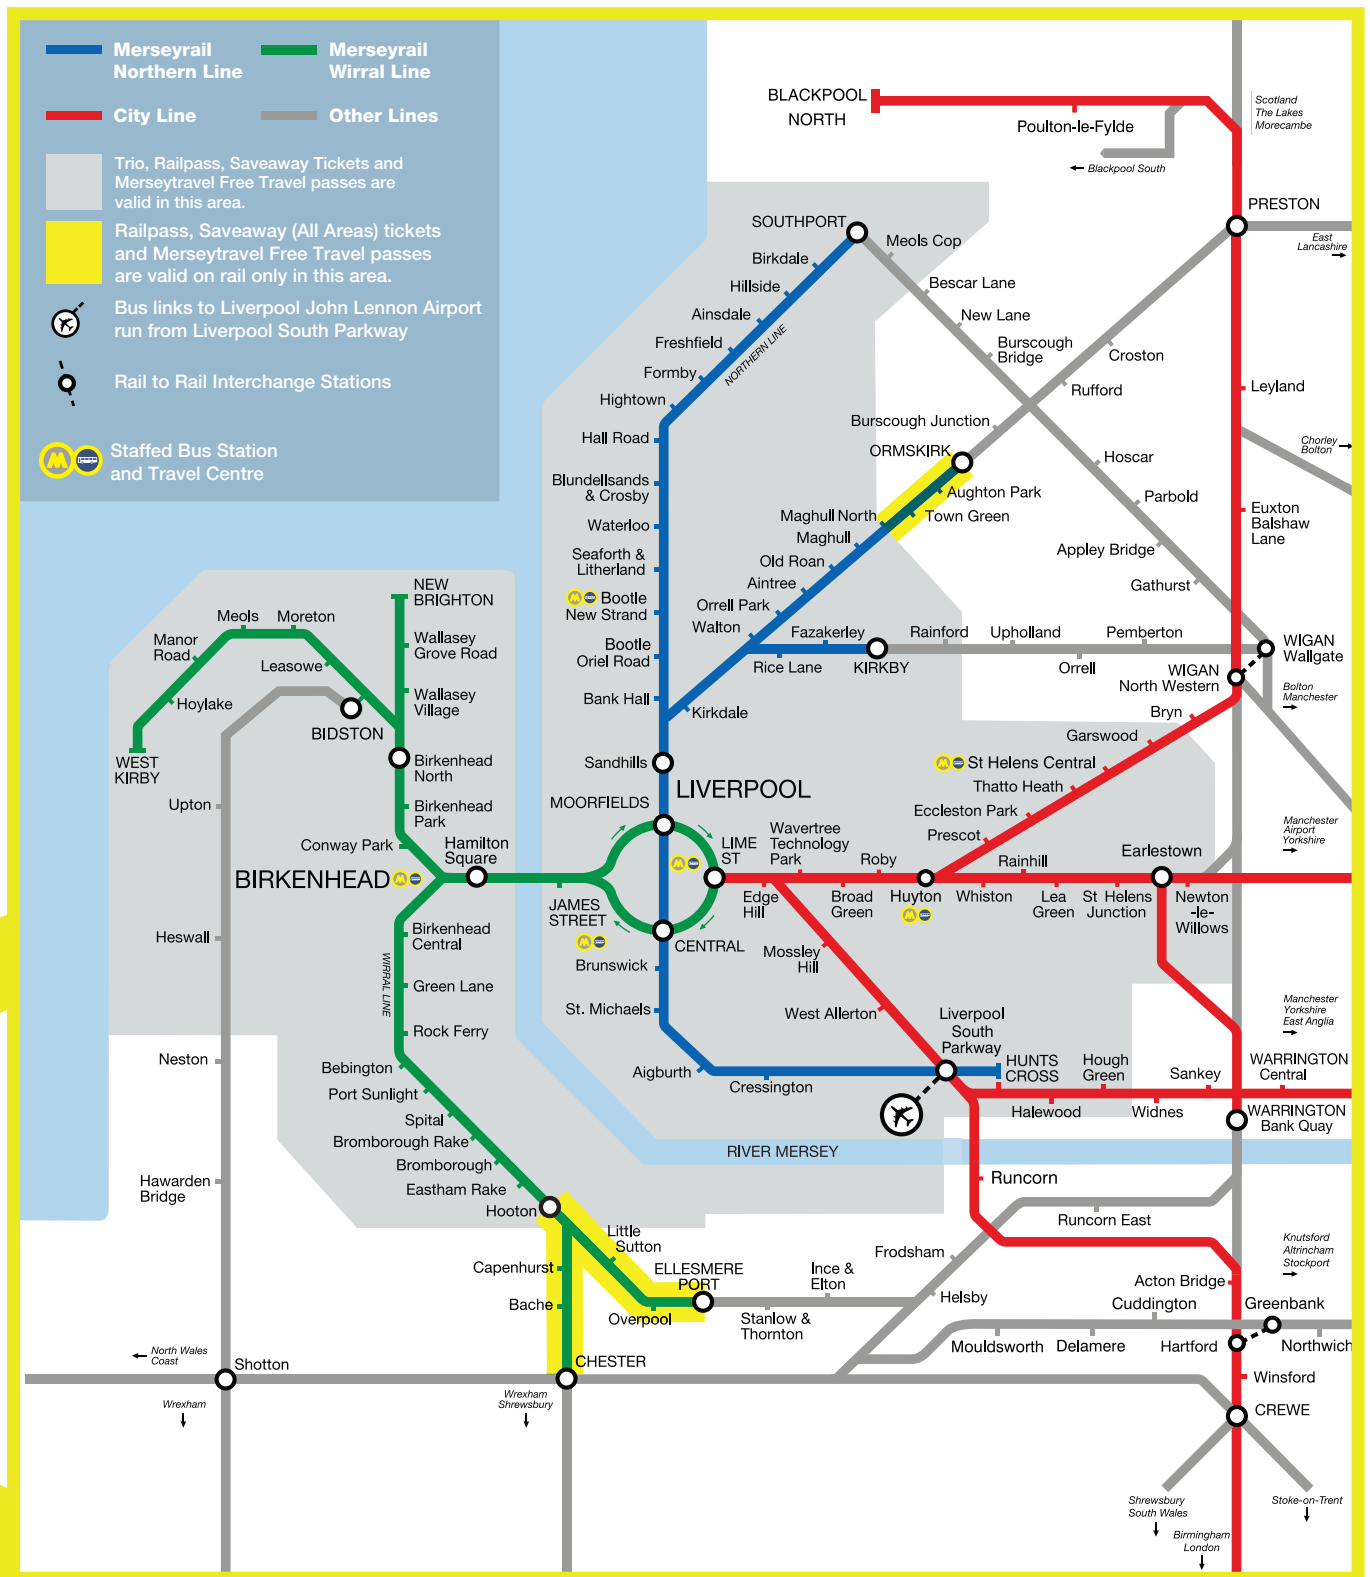 Merseyrail
Northern Line
Merseyrail
Wirral Line
City Line
Other Lines
Trio, Railpass, Saveaway Tickets and
Merseytravel Free Travel passes are
valid in this area.
Railpass, Saveaway (All Areas) tickets
and Merseytravel Free Travel passes
are valid on rail only in this area.
Bus links to Liverpool John Lennon Airport
run from Liverpool South Parkway
Rail to Rail Interchange Stations
M
Staffed Bus Station
and Travel Centre
BLACKPOOL
NORTH
Poulton-le-Fylde
Blackpool South
Scotland
The Lakes
Morecambe
PRESTON
East
Lancashire
SOUTHPORT
Meols Cop
Birkdale
Bescar Lane
Hillside
New Lane
Ainsdale
Burscough
Bridge
Freshfield
Croston
NORTHERN LINE
Formby
Rufford
Leyland
Hightown
Burscough Junction
Hall Road
ORMSKIRK
Chorley
Bolton
Hoscar
Blundellsands
& Crosby
Aughton Park
Parbold
Maghull North
Town Green
Euxton
Balshaw
Lane
Waterloo
Maghull
Appley Bridge
Seaforth &
Litherland
Old Roan
Gathurst
Aintree
M
Bootle
New Strand
Orrell Park
Walton
Fazakerley
Rainford
Upholland
Pemberton
WIGAN
Wallgate
Bootle
Oriel Road
Rice Lane
KIRKBY
Orrell
WIGAN
North Western
Bank Hall
Kirkdale
Bolton
Manchester
Bryn
NEW
BRIGHTON
Meols
Moreton
Manor
Road
Wallasey
Grove Road
Leasowe
Hoylake
Wallasey
Village
BIDSTON
WEST
KIRBY
Birkenhead
North
Sandhills
Garswood
M
St Helens Central
LIVERPOOL
Thatto Heath
MOORFIELDS
Upton
Birkenhead
Park
Eccleston Park
Prescot
Manchester
Airport
Yorkshire
Conway Park
Hamilton
Square
LIME
ST
M
Wavertree
Technology
Park
Roby
Rainhill
Earlestown
BIRKENHEAD
M
JAMES
STREET
M
Edge
Hill
Broad
Green
Huyton
M
Whiston
Lea
Green
St Helens
Junction
Newton
-le-
Willows
Heswall
Birkenhead
Central
CENTRAL
Brunswick
Mossley
Hill
WIRRAL LINE
Green Lane
St. Michaels
West Allerton
Liverpool
South
Parkway
Manchester
Yorkshire
East Anglia
Rock Ferry
Neston
Bebington
Aigburth
Cressington
HUNTS
CROSS
Hough
Green
Sankey
WARRINGTON
Central
Port Sunlight
Halewood
Widnes
WARRINGTON
Bank Quay
Spital
Bromborough Rake
RIVER MERSEY
Bromborough
Runcorn
Hawarden
Bridge
Eastham Rake
Hooton
Runcorn East
Little
Sutton
Frodsham
Knutsford
Altrincham
Stockport
Capenhurst
ELLESMERE
PORT
Ince &
Elton
Acton Bridge
Helsby
Bache
Overpool
Stanlow &
Thornton
Cuddington
Greenbank
Mouldsworth
Delamere
Hartford
Northwich
North Wales
Coast
Shotton
CHESTER
Winsford
Wrexham
Wrexham
Shrewsbury
CREWE
Shrewsbury
South Wales
Stoke-on-Trent
Birmingham
London